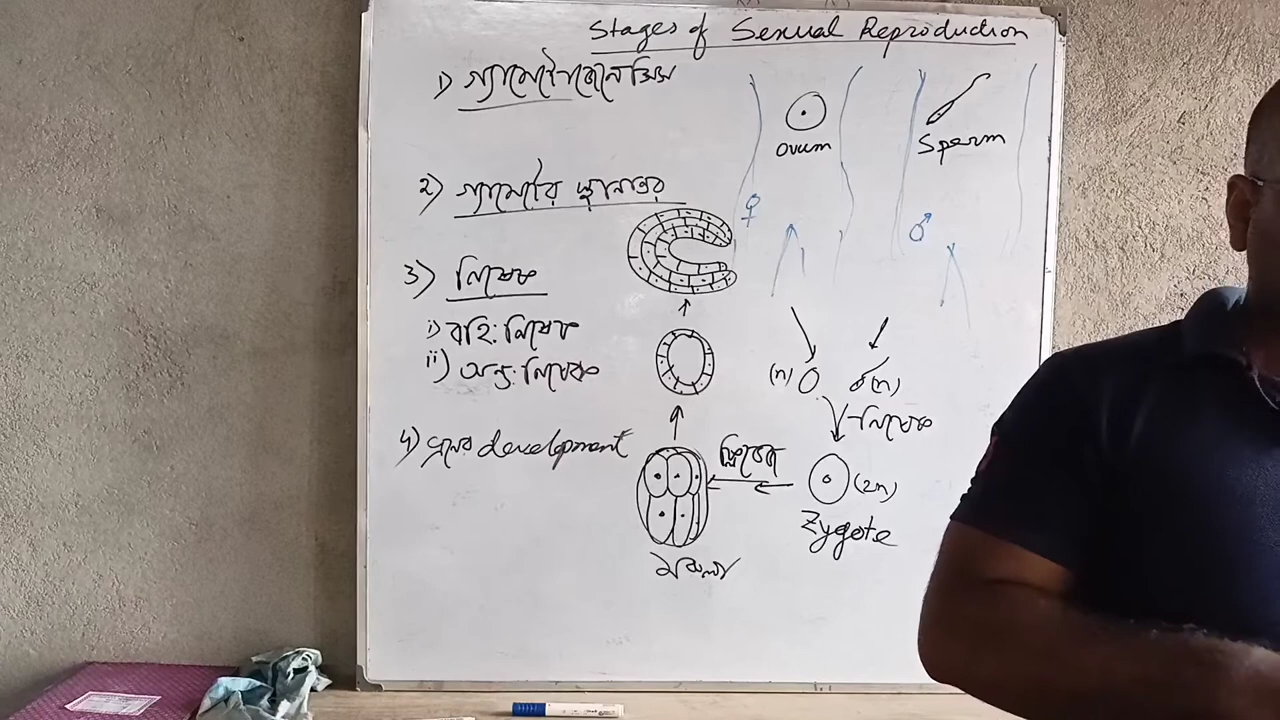 Stages of Sexual Reproduction
1) গ্যামেটোজেনেসিস
Ovum
Sperm
2) গ্যামেটের স্থানান্তর
♀
♂
3) নিষেক
i) বহি:নিষেক
ii) অন্ত:নিষেক
(n)
(n)
নিষেক
4) ভ্রূনের development
ক্লিভেজ
(2n)
Zygote
মরুলা